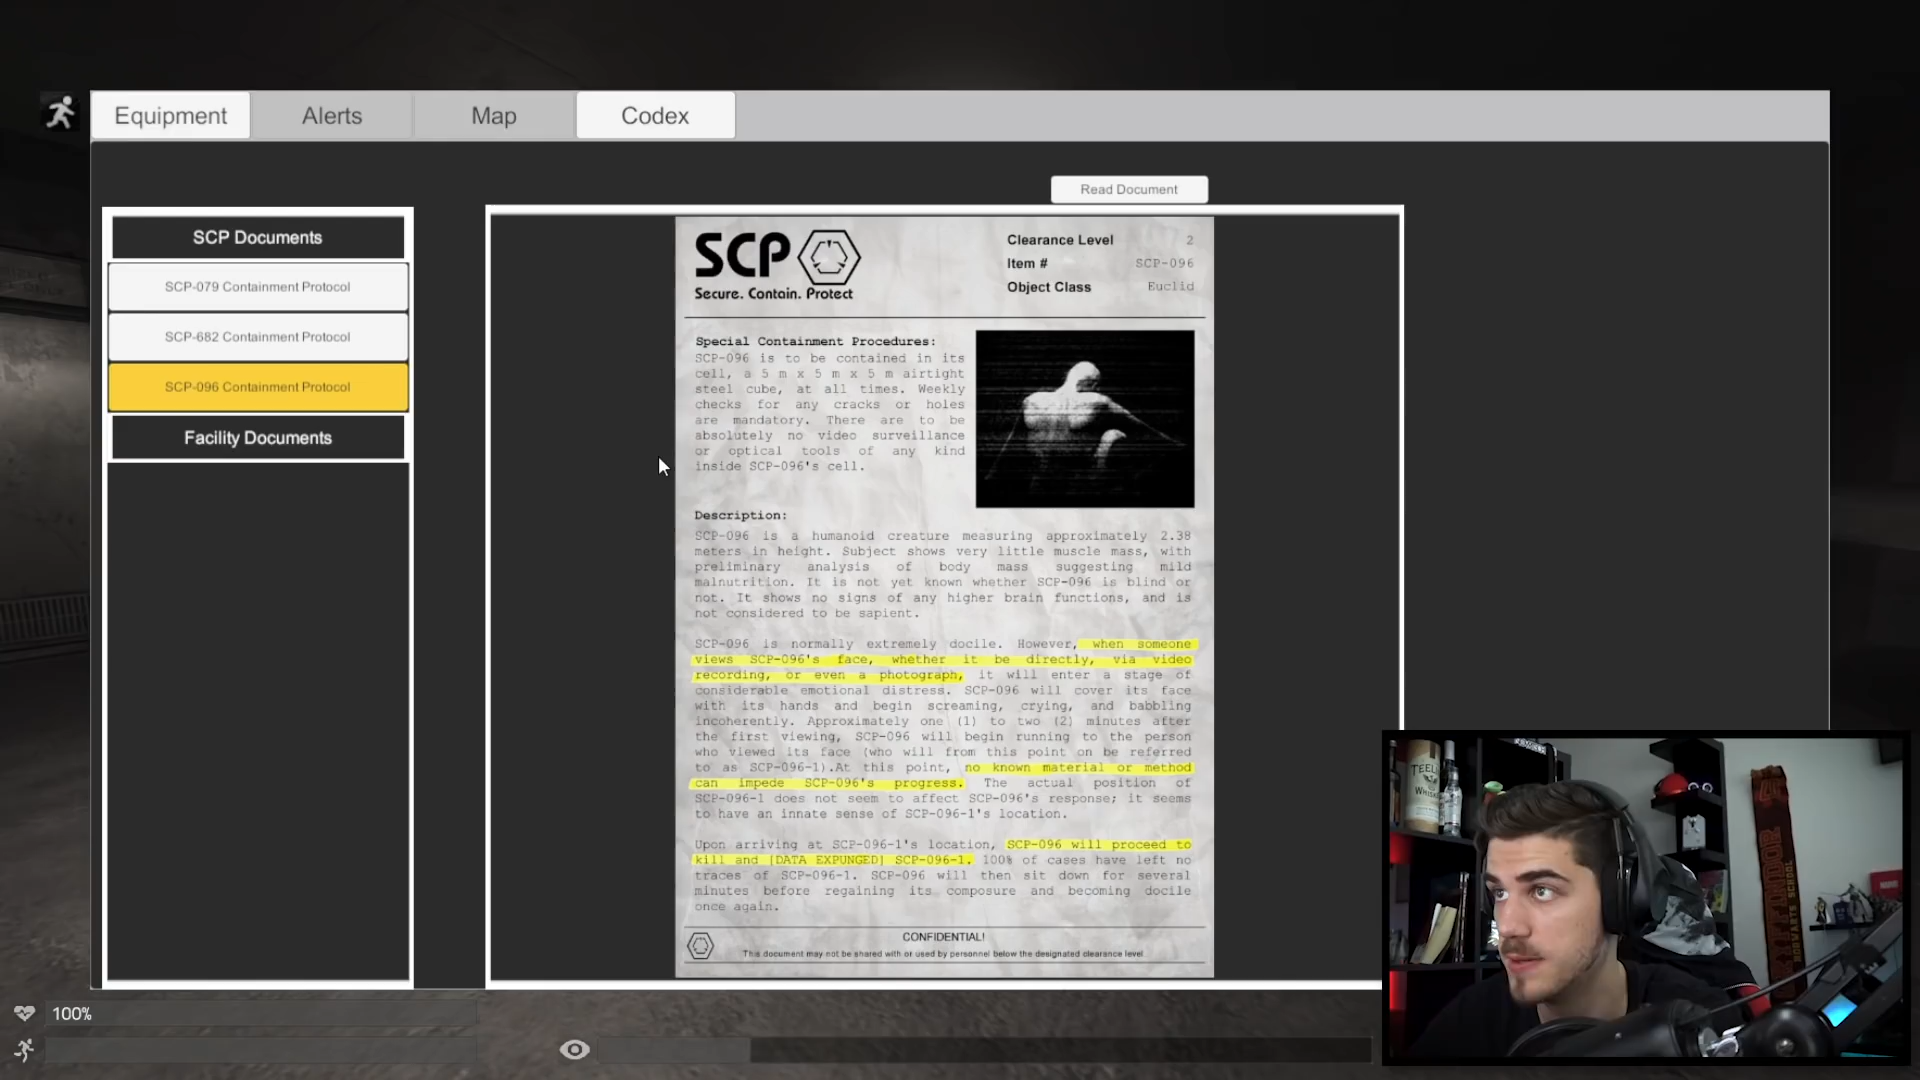 Equipment
Alerts
Map
Codex
Read Document
SCP Documents
SCP-079 Containment Protocol
SCP-682 Containment Protocol
SCP-096 Containment Protocol
Facility Documents
SCP
Secure. Contain. Protect
Clearance Level 2
Item # SCP-096
Object Class Euclid
Special Containment Procedures:
SCP-096 is to be contained in its
cell, a 5 m x 5 m x 5 m airtight
steel cube, at all times. Weekly
checks for any cracks or holes
are mandatory. There are to be
absolutely no video surveillance
or optical tools of any kind
inside SCP-096's cell.
Description:
SCP-096 is a humanoid creature measuring approximately 2.38
meters in height. Subject shows very little muscle mass, with
preliminary analysis of body mass suggesting mild
malnutrition. It is not yet known whether SCP-096 is blind or
not. It shows no signs of any higher brain functions, and is
not considered to be sapient.
SCP-096 is normally extremely docile. However, when someone
views SCP-096's face, whether it be directly, via video
recording, or even a photograph, it will enter a stage of
considerable emotional distress. SCP-096 will cover its face
with its hands and begin screaming, crying, and babbling
incoherently. Approximately one (1) to two (2) minutes after
the first viewing, SCP-096 will begin running to the person
who viewed its face (who will from this point on be referred
to as SCP-096-1).At this point, no known material or method
can impede SCP-096's progress. The actual position of
SCP-096-1 does not seem to affect SCP-096's response; it seems
to have an innate sense of SCP-096-1's location.
Upon arriving at SCP-096-1's location, SCP-096 will proceed to
kill and [DATA EXPUNGED] SCP-096-1. 100% of cases have left no
traces of SCP-096-1. SCP-096 will then sit down for several
minutes before regaining its composure and becoming docile
once again.
CONFIDENTIAL!
This document may not be shared with or used by personnel below the designated clearance level
100%